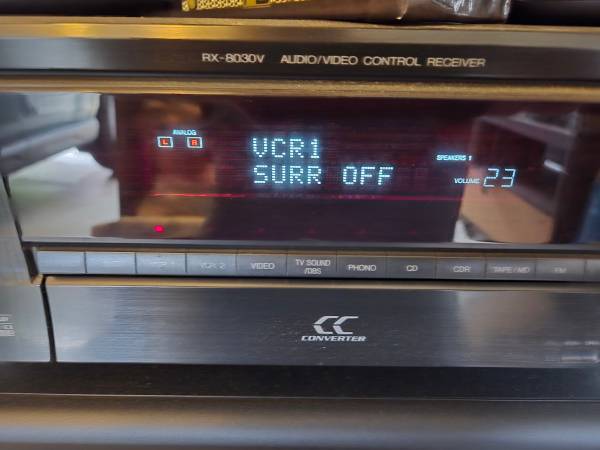 RX-8030V AUDIO/VIDEO CONTROL RECEIVER
ANALOG
L R
VCR1
SURR OFF
SPEAKERS 1
VOLUME 23
VCR 2 VIDEO TV SOUND /DBS PHONO CD CDR TAPE/MD FM
CC
CONVERTER